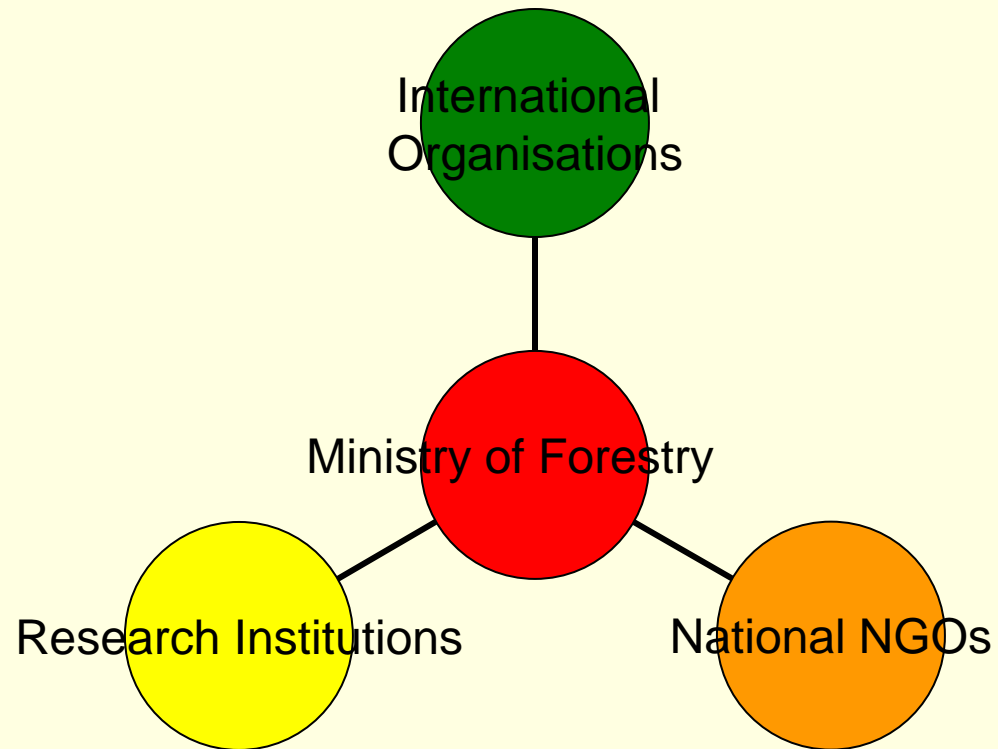 International
Organisations
Ministry of Forestry
Research Institutions
National NGOs